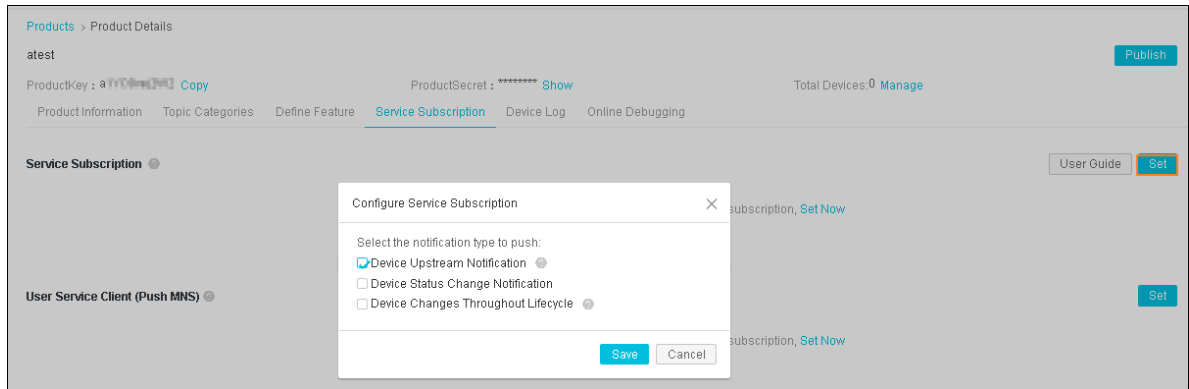 Products > Product Details
atest
Publish
ProductKey : a Copy
ProductSecret : ******** Show
Total Devices:0 Manage
Product Information Topic Categories Define Feature Service Subscription Device Log Online Debugging
Service Subscription
User Guide Set
Configure Service Subscription
subscription, Set Now
Select the notification type to push:
Device Upstream Notification
Device Status Change Notification
Device Changes Throughout Lifecycle
User Service Client (Push MNS)
Set
subscription, Set Now
Save Cancel